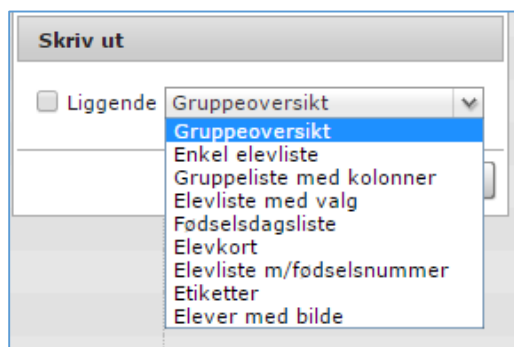 Skriv ut
Liggende Gruppeoversikt
Gruppeoversikt
Enkel elevliste
Gruppeliste med kolonner
Elevliste med valg
Fødselsdagsliste
Elevkort
Elevliste m/fødselsnummer
Etiketter
Elever med bilde